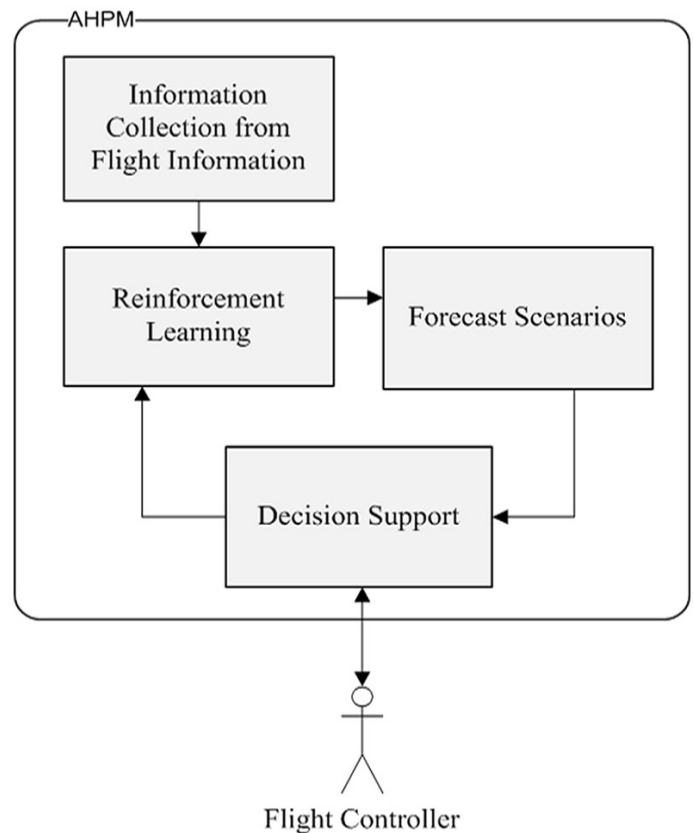 AHPM
Information
Collection from
Flight Information
Reinforcement
Learning
Forecast Scenarios
Decision Support
Flight Controller